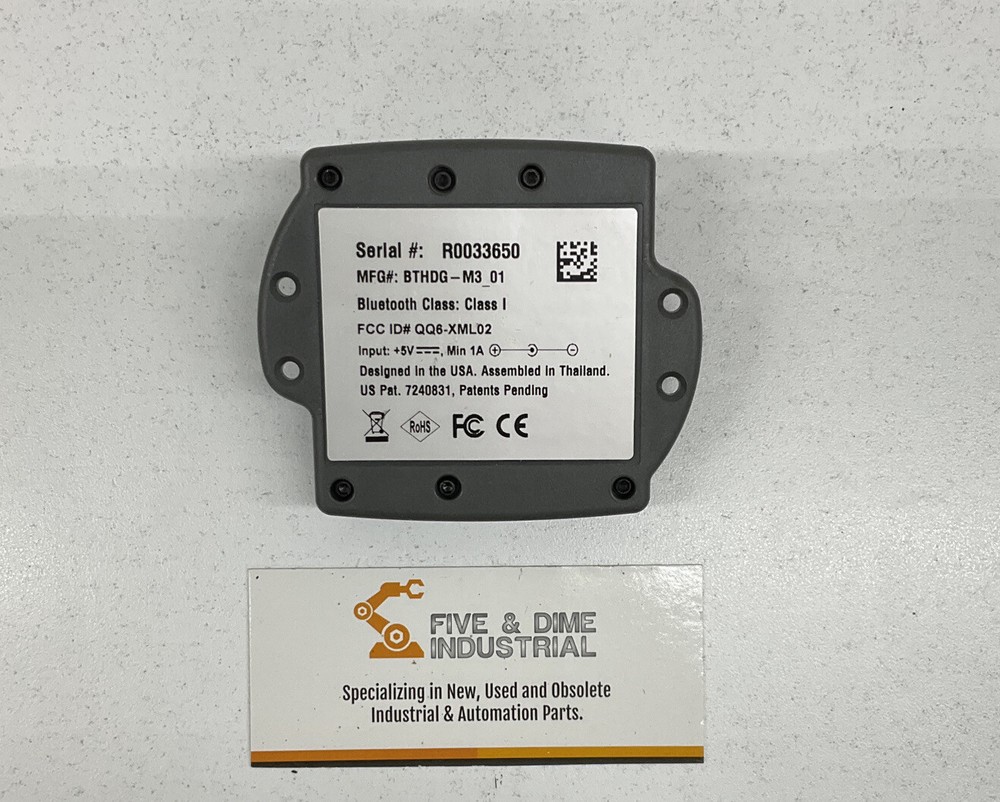 Serial #: R0033650
MFG#: BTHDG-M3_01
Bluetooth Class: Class I
FCC ID# QQ6-XML02
Input: +5V⎓, Min 1A
Designed in the USA. Assembled in Thailand.
US Pat. 7240831, Patents Pending
RoHS FC CE
FIVE & DIME
INDUSTRIAL
Specializing in New, Used and Obsolete
Industrial & Automation Parts.